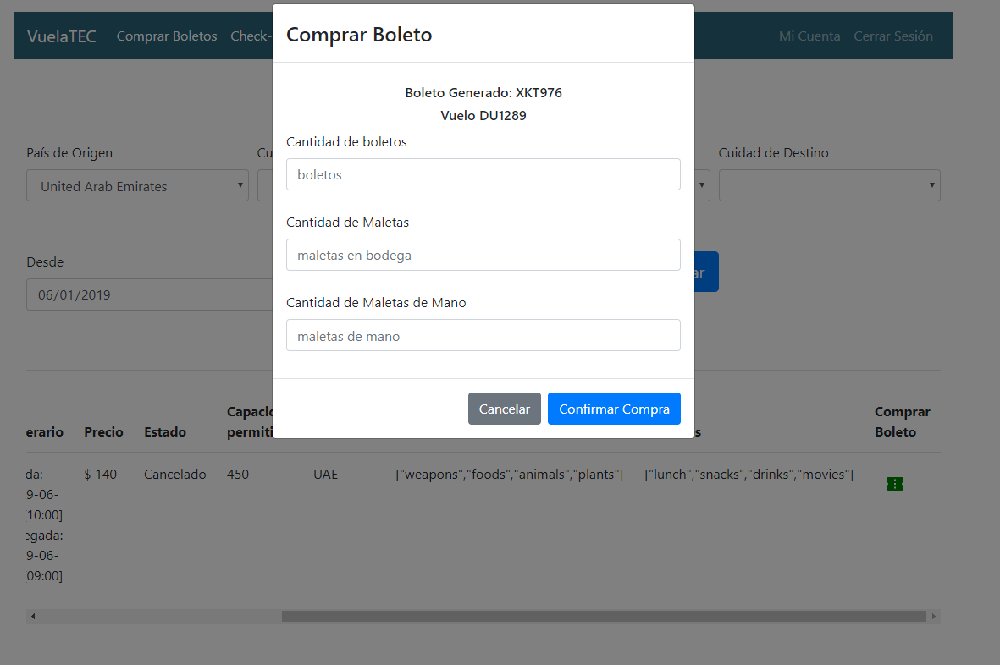 VuelaTEC Comprar Boletos Check- Mi Cuenta Cerrar Sesión
Comprar Boleto
Boleto Generado: XKT976
Vuelo DU1289
Cantidad de boletos
boletos
Cantidad de Maletas
maletas en bodega
Cantidad de Maletas de Mano
maletas de mano
Cancelar Confirmar Compra
País de Origen Cu Cuidad de Destino
United Arab Emirates
Desde
06/01/2019
ar
erario Precio Estado Capacid permiti s Comprar Boleto
da: $ 140 Cancelado 450 UAE ["weapons","foods","animals","plants"] ["lunch","snacks","drinks","movies"]
9-06-
[10:00]
egada:
9-06-
[09:00]